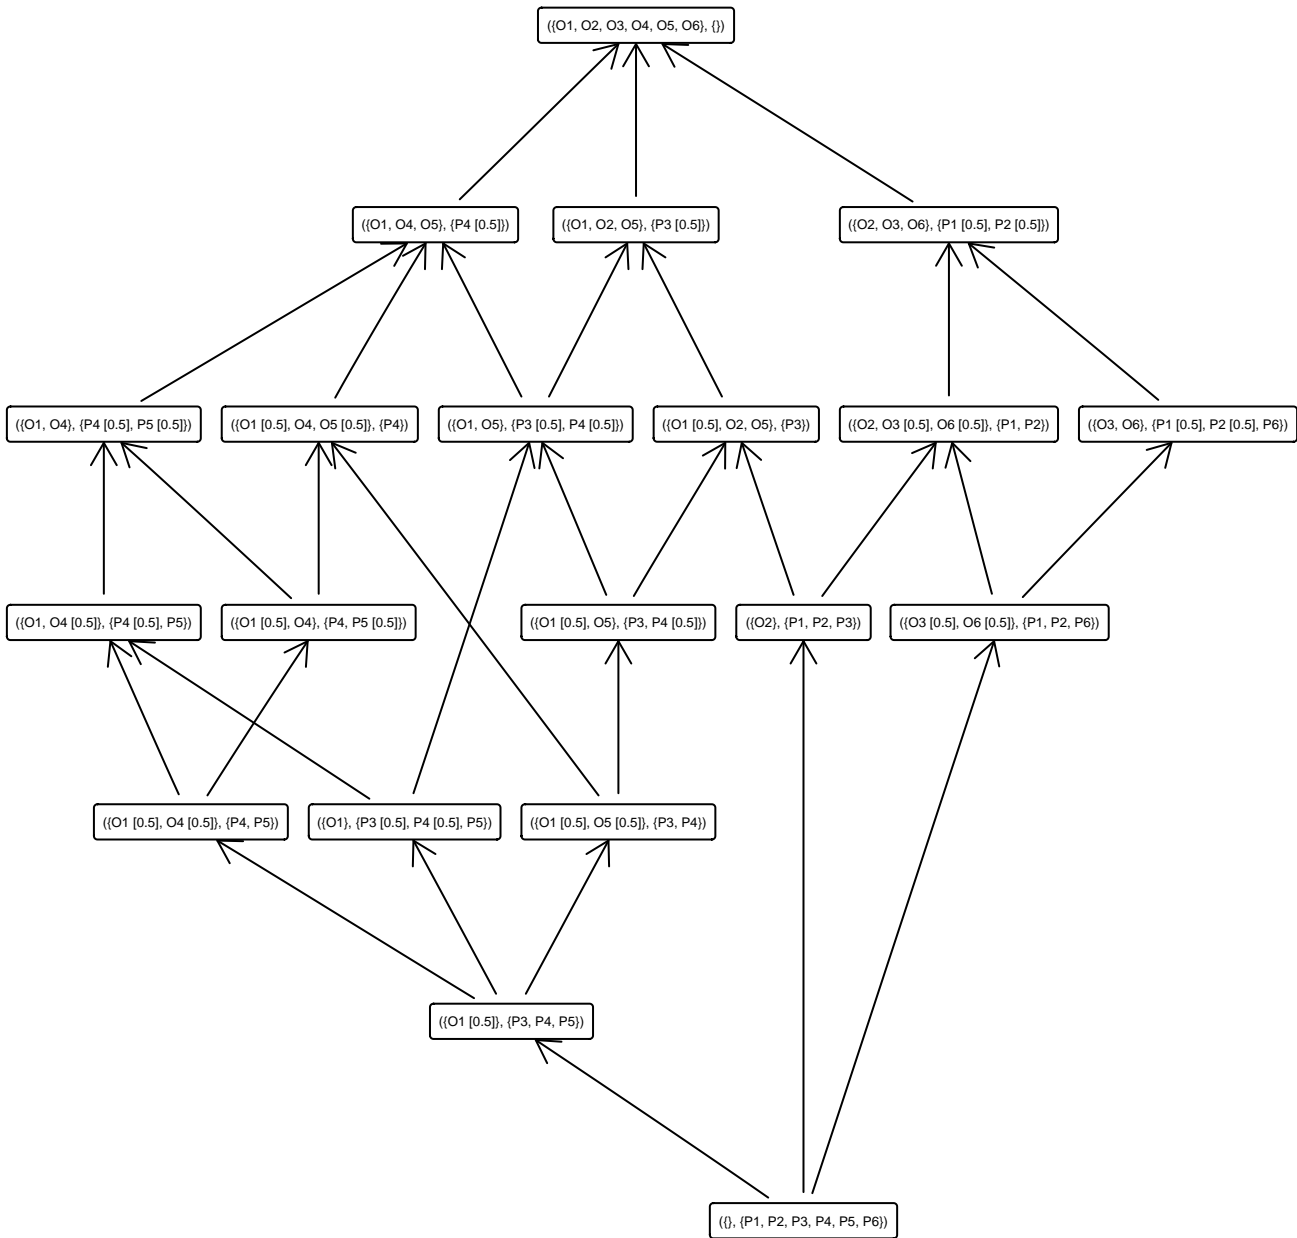 ({O1, O2, O3, O4, O5, O6}, {})
({O1, O4, O5}, {P4 [0.5]})
({O1, O2, O5}, {P3 [0.5]})
({O2, O3, O6}, {P1 [0.5], P2 [0.5]})
({O1, O4}, {P4 [0.5], P5 [0.5]})
({O1 [0.5], O4, O5 [0.5]}, {P4})
({O1, O5}, {P3 [0.5], P4 [0.5]})
({O1 [0.5], O2, O5}, {P3})
({O2, O3 [0.5], O6 [0.5]}, {P1, P2})
({O3, O6}, {P1 [0.5], P2 [0.5], P6})
({O1, O4 [0.5]}, {P4 [0.5], P5})
({O1 [0.5], O4}, {P4, P5 [0.5]})
({O1 [0.5], O5}, {P3, P4 [0.5]})
({O2}, {P1, P2, P3})
({O3 [0.5], O6 [0.5]}, {P1, P2, P6})
({O1 [0.5], O4 [0.5]}, {P4, P5})
({O1}, {P3 [0.5], P4 [0.5], P5})
({O1 [0.5], O5 [0.5]}, {P3, P4})
({O1 [0.5]}, {P3, P4, P5})
({}, {P1, P2, P3, P4, P5, P6})